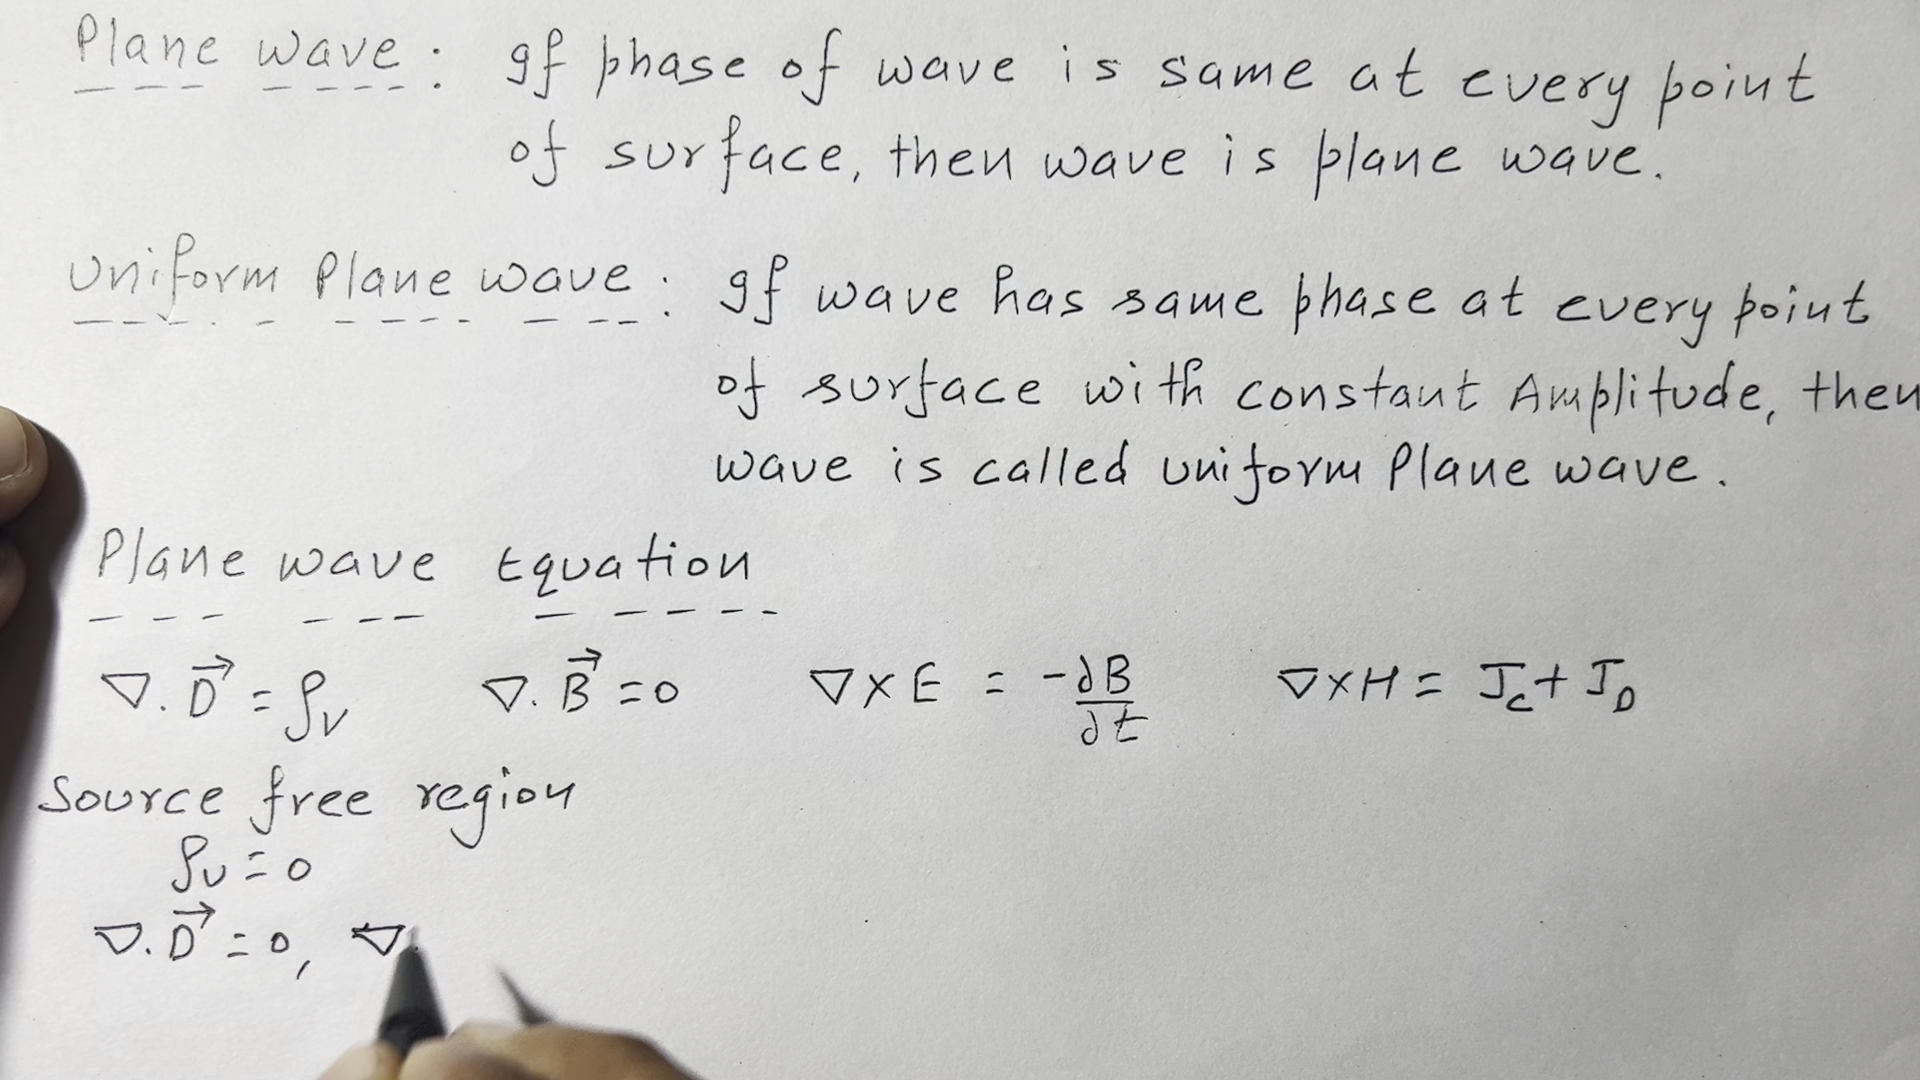 Plane wave: If phase of wave is same at every point
of surface, then wave is plane wave.
Uniform Plane wave: If wave has same phase at every point
of surface with constant Amplitude, then
wave is called uniform Plane wave.
Plane wave Equation
∇.D⃗ = ρv ∇.B⃗ = 0 ∇×E = -∂B/∂t ∇×H = Jc + JD
Source free region
ρv = 0
∇.D⃗ = 0, ∇.